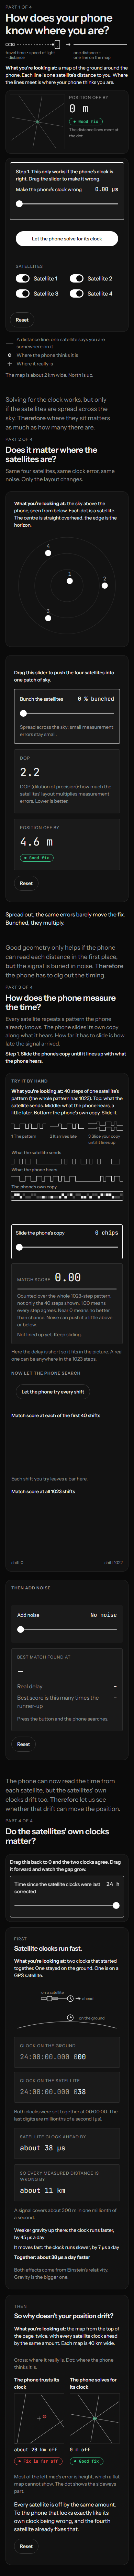 PART 1 OF 4
How does your phone
know where you are?
travel time × speed of light
= distance
one distance =
one line on the map
What you're looking at: a map of the ground around the
phone. Each line is one satellite's distance to you. Where
the lines meet is where your phone thinks it is.
POSITION OFF BY
0 m
Good fix
The distance lines meet at
the dot.
Step 1. This only works if the phone's clock is
right. Drag the slider to make it wrong.
Make the phone's clock wrong
0.00 µs
Let the phone solve for its clock
SATELLITES
Satellite 1
Satellite 2
Satellite 3
Satellite 4
Reset
A distance line: one satellite says you are
somewhere on it
Where the phone thinks it is
Where it really is
The map is about 2 km wide. North is up.
Solving for the clock works, but only
if the satellites are spread across the
sky. Therefore where they sit matters
as much as how many there are.
PART 2 OF 4
Does it matter where the
satellites are?
Same four satellites, same clock error, same
noise. Only the layout changes.
What you're looking at: the sky above the
phone, seen from below. Each dot is a satellite.
The centre is straight overhead, the edge is the
horizon.
4
1
2
3
Drag this slider to push the four satellites into
one patch of sky.
Bunch the satellites
0 % bunched
Spread across the sky: small measurement
errors stay small.
DOP
2.2
DOP (dilution of precision): how much the
satellites' layout multiplies measurement
errors. Lower is better.
POSITION OFF BY
4.6 m
Good fix
Reset
Spread out, the same errors barely move the fix.
Bunched, they multiply.
Good geometry only helps if the phone
can read each distance in the first place,
but the signal is buried in noise. Therefore
the phone has to dig out the timing.
PART 3 OF 4
How does the phone measure
the time?
Every satellite repeats a pattern the phone
already knows. The phone slides its own copy
along what it hears. How far it has to slide is how
late the signal arrived.
Step 1. Slide the phone's copy until it lines up with what
the phone hears.
TRY IT BY HAND
What you're looking at: 40 steps of one satellite's
pattern (the whole pattern has 1023). Top: what the
satellite sends. Middle: what the phone hears, a
little later. Bottom: the phone's own copy. Slide it.
1 The pattern
2 It arrives late
3 Slide your copy
until it lines up
What the satellite sends
What the phone hears
The phone's own copy
Slide the phone's copy
0 chips
MATCH SCORE
0.00
Counted over the whole 1023-step pattern,
not only the 40 steps shown. 1.00 means
every step agrees. Near 0 means no better
than chance. Noise can push it a little above
or below.
Not lined up yet. Keep sliding.
Here the delay is short so it fits in the picture. A real
one can be anywhere in the 1023 steps.
NOW LET THE PHONE SEARCH
Let the phone try every shift
Match score at each of the first 40 shifts
Each shift you try leaves a bar here.
Match score at all 1023 shifts
shift 0
shift 1022
THEN ADD NOISE
Add noise
No noise
BEST MATCH FOUND AT
–
Real delay
–
Best score is this many times the
runner-up
–
Press the button and the phone searches.
Reset
The phone can now read the time from
each satellite, but the satellites' own
clocks drift too. Therefore let us see
whether that drift can move the position.
PART 4 OF 4
Do the satellites' own clocks
matter?
Drag this back to 0 and the two clocks agree. Drag
it forward and watch the gap grow.
Time since the satellite clocks were last
corrected
24 h
FIRST
Satellite clocks run fast.
What you're looking at: two clocks that started
together. One stayed on the ground. One is on a
GPS satellite.
on a satellite
ahead
on the ground
CLOCK ON THE GROUND
24:00:00.000 000
CLOCK ON THE SATELLITE
24:00:00.000 038
Both clocks were set together at 00:00:00. The
last digits are millionths of a second (µs).
SATELLITE CLOCK AHEAD BY
about 38 µs
SO EVERY MEASURED DISTANCE IS
WRONG BY
about 11 km
A signal covers about 300 m in one millionth of a
second.
Weaker gravity up there: the clock runs faster,
by 45 µs a day
It moves fast: the clock runs slower, by 7 µs a day
Together: about 38 µs a day faster
Both effects come from Einstein's relativity.
Gravity is the bigger one.
THEN
So why doesn't your position drift?
What you're looking at: the map from the top of
the page, twice, with every satellite clock ahead
by the same amount. Each map is 40 km wide.
Cross: where it really is. Dot: where the phone
thinks it is.
The phone trusts its
clock
The phone solves for
its clock
about 28 km off
Fix is far off
0 m off
Good fix
Most of the left map's error is height, which a flat
map cannot show. The dot shows the sideways
part.
Every satellite is off by the same amount.
To the phone that looks exactly like its
own clock being wrong, and the fourth
satellite already fixes that.
Reset